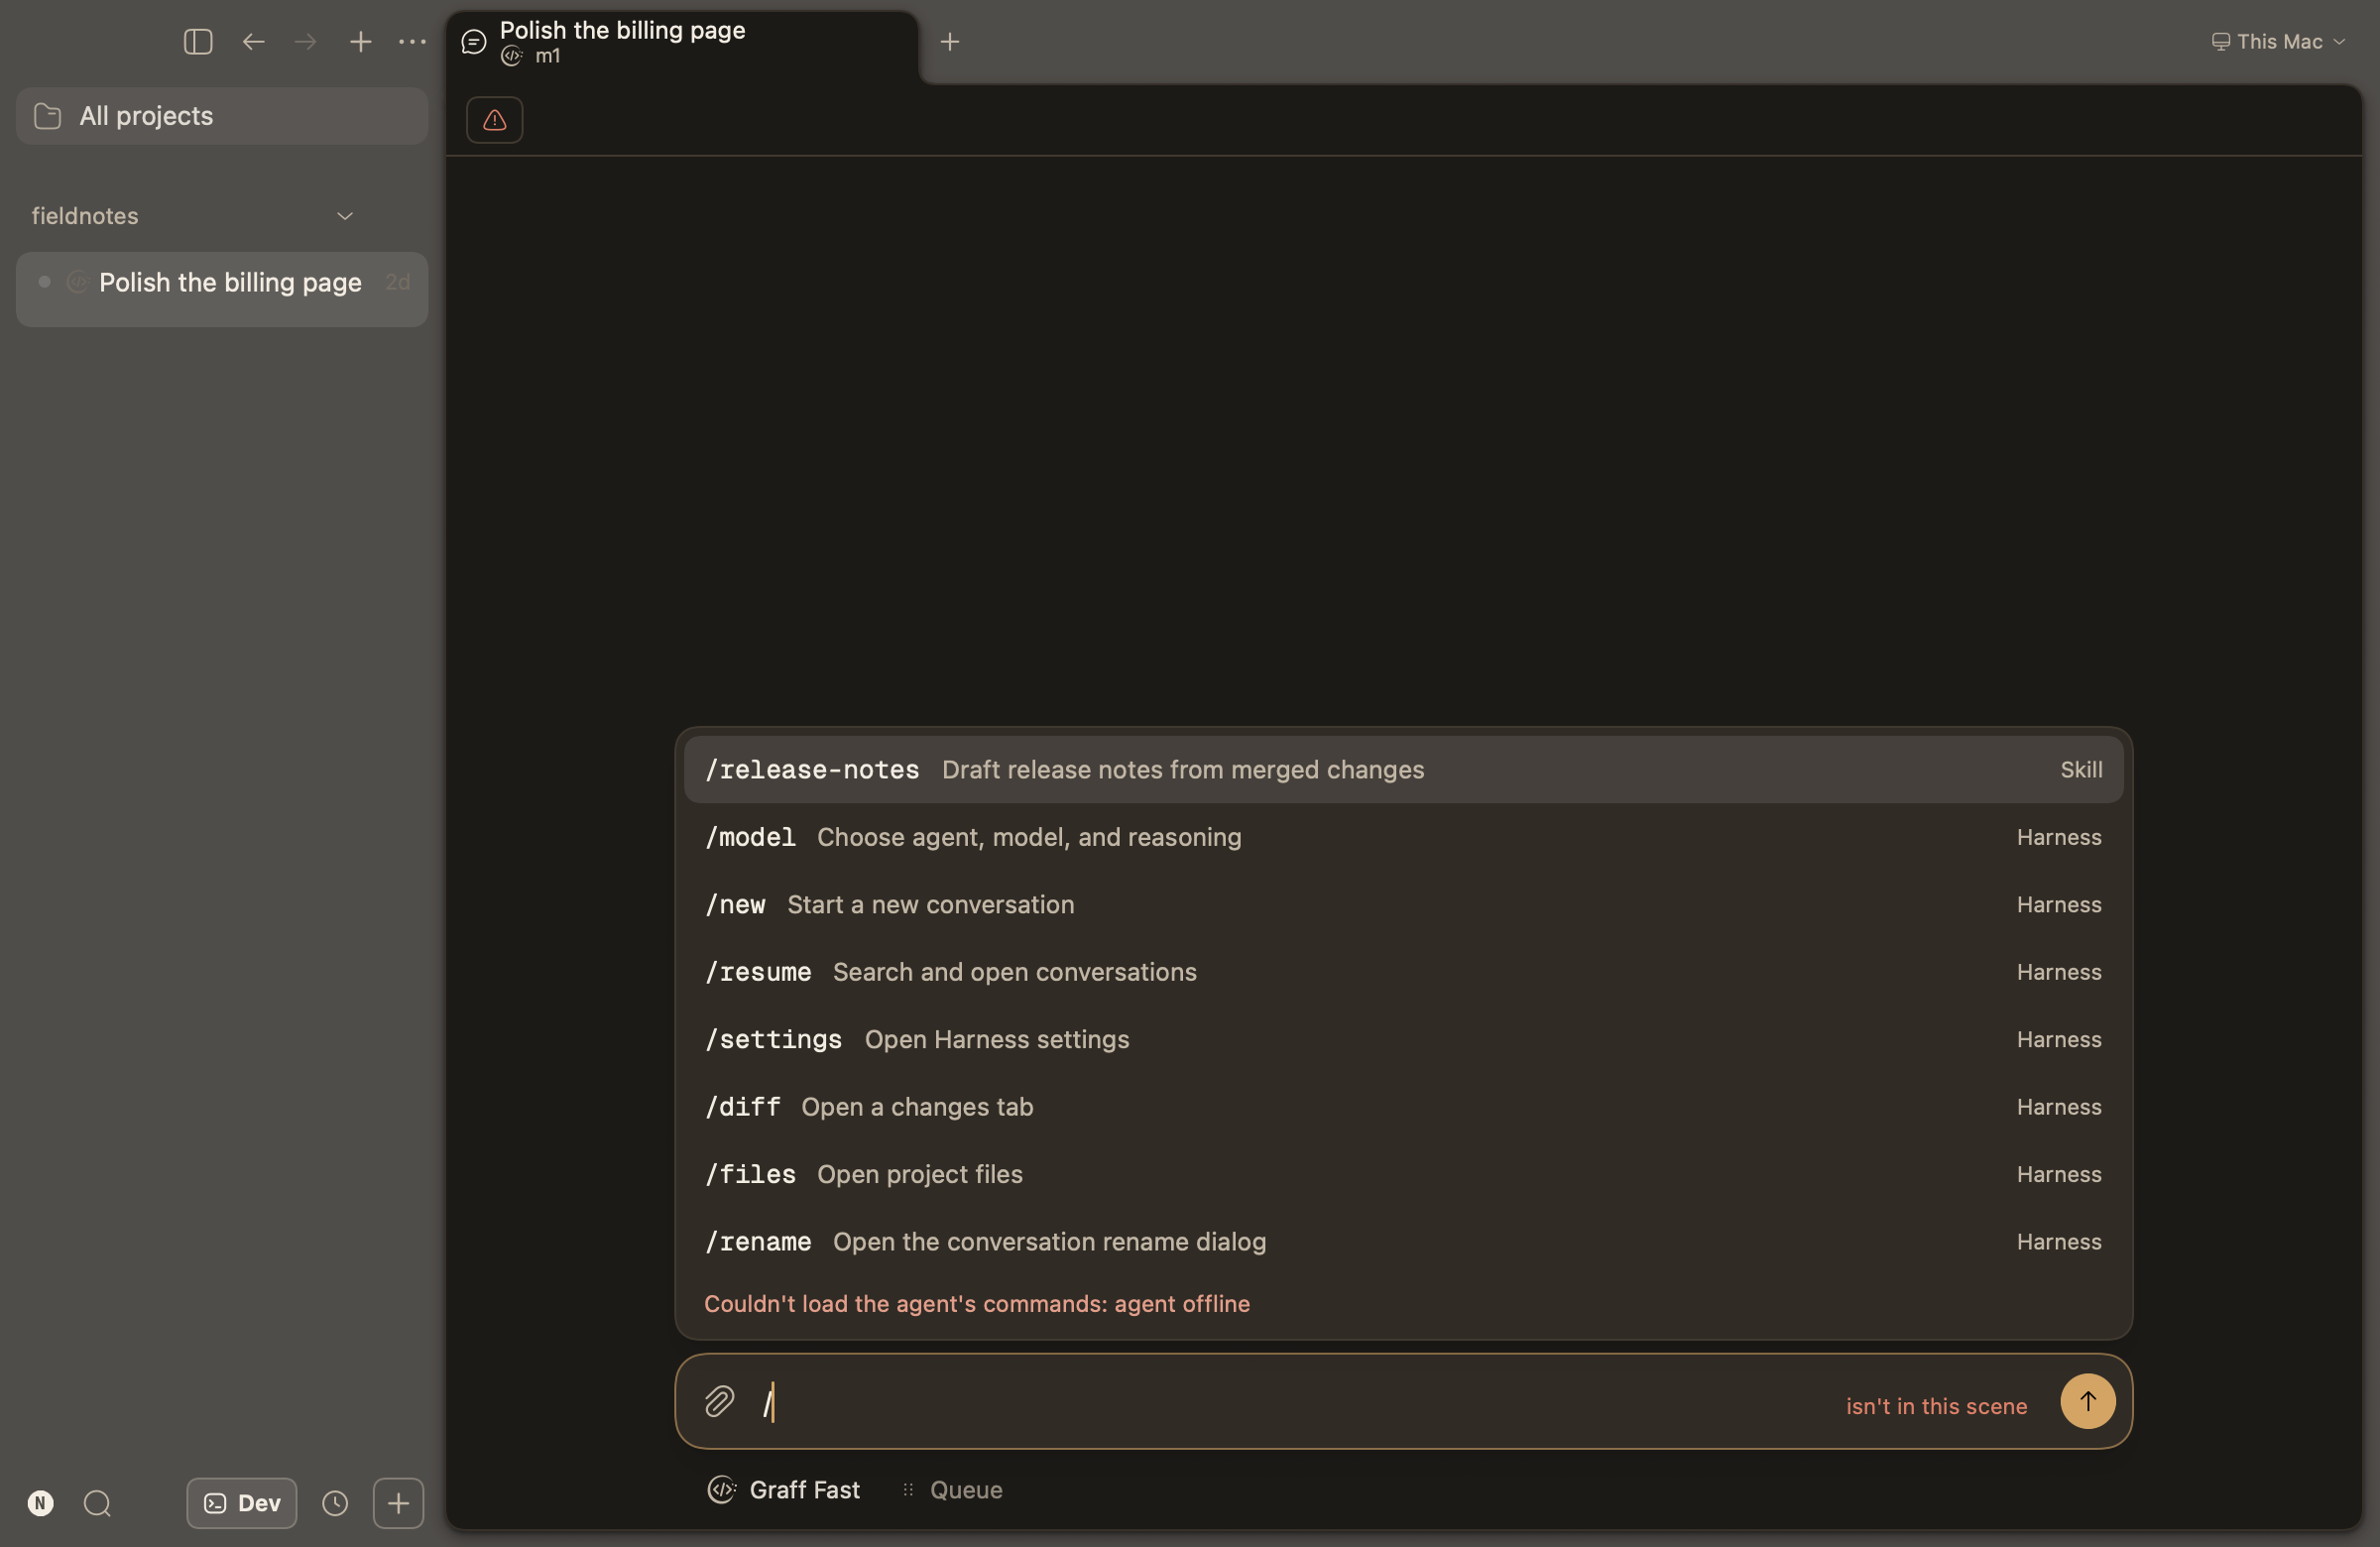 Polish the billing page
m1
This Mac
All projects
fieldnotes
Polish the billing page 2d
/release-notes Draft release notes from merged changes Skill
/model Choose agent, model, and reasoning Harness
/new Start a new conversation Harness
/resume Search and open conversations Harness
/settings Open Harness settings Harness
/diff Open a changes tab Harness
/files Open project files Harness
/rename Open the conversation rename dialog Harness
Couldn't load the agent's commands: agent offline
/ isn't in this scene
Graff Fast Queue
N Dev